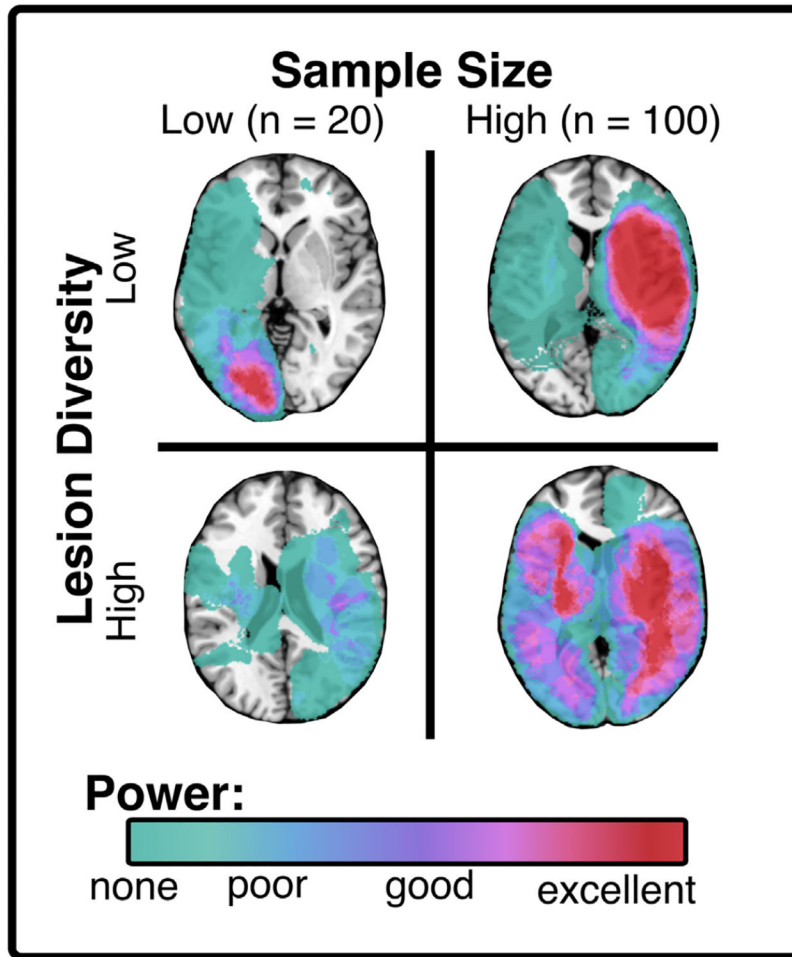 Sample Size
Low (n = 20) High (n = 100)
Lesion Diversity
Low
High
Power:
none poor good excellent